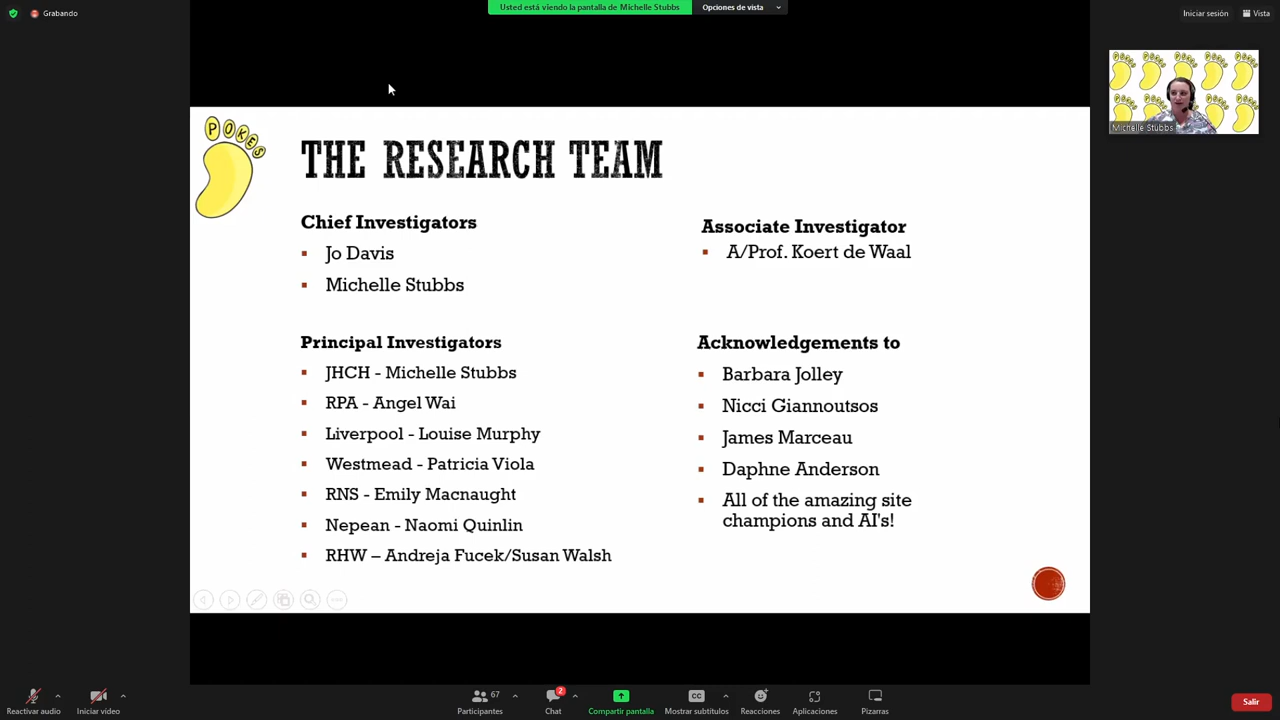 Grabando
Usted está viendo la pantalla de Michelle Stubbs
Opciones de vista
Iniciar sesión
Vista
POKES
THE RESEARCH TEAM
Chief Investigators
Jo Davis
Michelle Stubbs
Associate Investigator
A/Prof. Koert de Waal
Principal Investigators
JHCH - Michelle Stubbs
RPA - Angel Wai
Liverpool - Louise Murphy
Westmead - Patricia Viola
RNS - Emily Macnaught
Nepean - Naomi Quinlin
RHW – Andreja Fucek/Susan Walsh
Acknowledgements to
Barbara Jolley
Nicci Giannoutsos
James Marceau
Daphne Anderson
All of the amazing site
champions and AI's!
Michelle Stubbs
Reactivar audio
Iniciar video
67
Participantes
2
Chat
Compartir pantalla
CC
Mostrar subtítulos
Reacciones
Aplicaciones
Pizarras
Salir